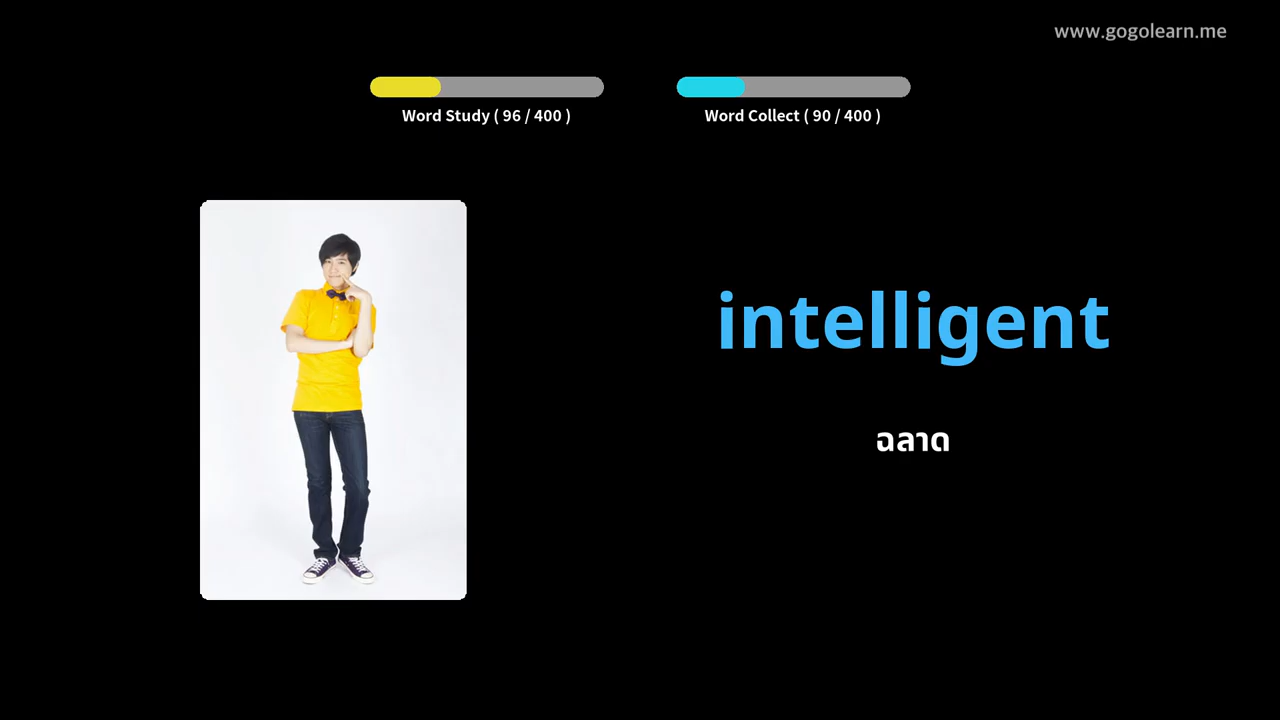 www.gogolearn.me
Word Study ( 96 / 400 )
Word Collect ( 90 / 400 )
intelligent
ฉลาด